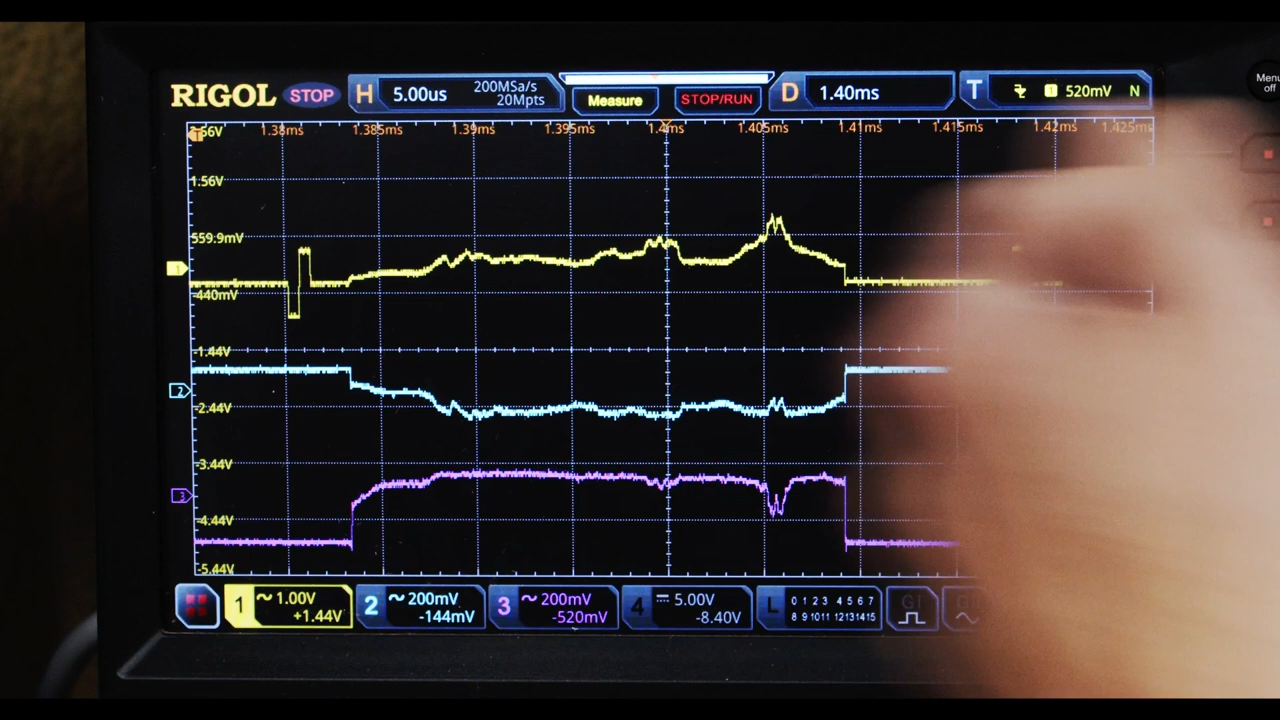 RIGOL STOP H 5.00us 200MSa/s 20Mpts Measure STOP/RUN D 1.40ms T 1 520mV N
Menu
off
1.38ms 1.385ms 1.39ms 1.395ms 1.4ms 1.405ms 1.41ms 1.415ms 1.42ms 1.425ms
1.56V
559.9mV
1
-440mV
-1.44V
2
-2.44V
-3.44V
3
-4.44V
-5.44V
1 1.00V 2 200mV 3 200mV 4 5.00V L 0 1 2 3 4 5 6 7
+1.44V -144mV -520mV -8.40V 8 9 10 11 12 13 14 15